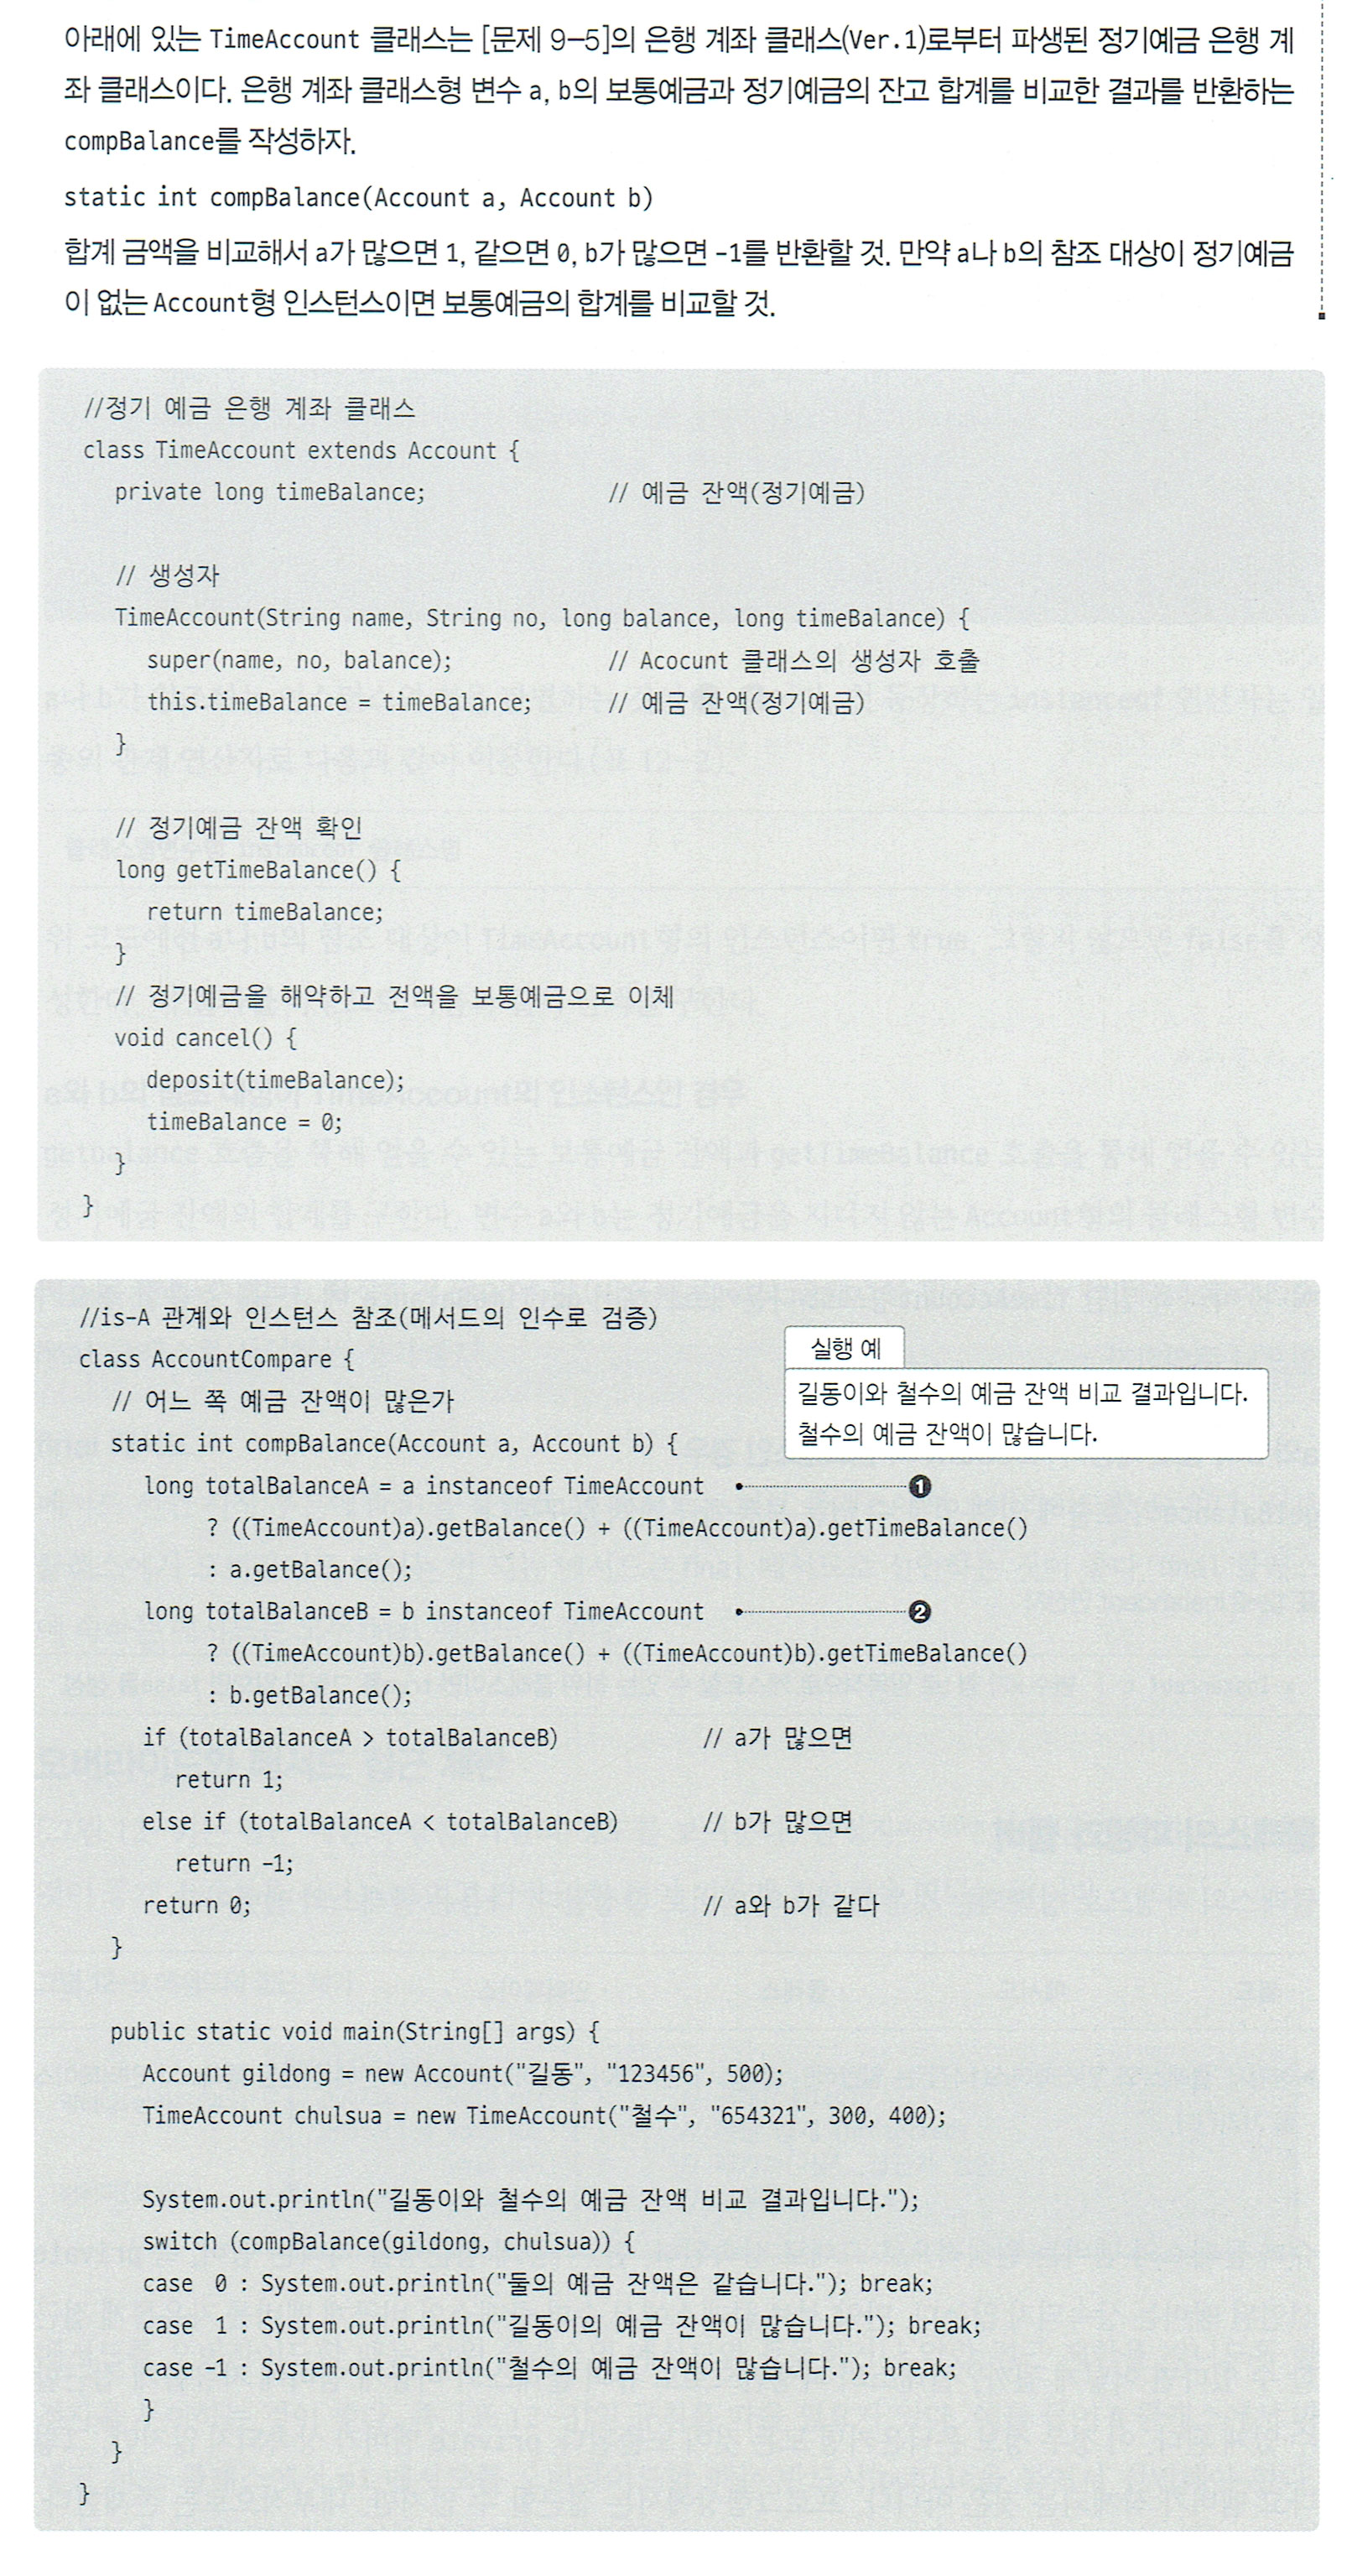 아래에 있는 TimeAccount 클래스는 [문제 9-5]의 은행 계좌 클래스(Ver.1)로부터 파생된 정기예금 은행 계
좌 클래스이다. 은행 계좌 클래스형 변수 a, b의 보통예금과 정기예금의 잔고 합계를 비교한 결과를 반환하는
compBalance를 작성하자.
static int compBalance(Account a, Account b)
합계 금액을 비교해서 a가 많으면 1, 같으면 0, b가 많으면 -1를 반환할 것. 만약 a나 b의 참조 대상이 정기예금
이 없는 Account형 인스턴스이면 보통예금의 합계를 비교할 것.
//정기 예금 은행 계좌 클래스
class TimeAccount extends Account {
private long timeBalance; // 예금 잔액(정기예금)
// 생성자
TimeAccount(String name, String no, long balance, long timeBalance) {
super(name, no, balance); // Acocunt 클래스의 생성자 호출
this.timeBalance = timeBalance; // 예금 잔액(정기예금)
}
// 정기예금 잔액 확인
long getTimeBalance() {
return timeBalance;
}
// 정기예금을 해약하고 전액을 보통예금으로 이체
void cancel() {
deposit(timeBalance);
timeBalance = 0;
}
}
//is-A 관계와 인스턴스 참조(메서드의 인수로 검증)
class AccountCompare {
실행 예
길동이와 철수의 예금 잔액 비교 결과입니다.
철수의 예금 잔액이 많습니다.
// 어느 쪽 예금 잔액이 많은가
static int compBalance(Account a, Account b) {
long totalBalanceA = a instanceof TimeAccount ❶
? ((TimeAccount)a).getBalance() + ((TimeAccount)a).getTimeBalance()
: a.getBalance();
long totalBalanceB = b instanceof TimeAccount ❷
? ((TimeAccount)b).getBalance() + ((TimeAccount)b).getTimeBalance()
: b.getBalance();
if (totalBalanceA > totalBalanceB) // a가 많으면
return 1;
else if (totalBalanceA < totalBalanceB) // b가 많으면
return -1;
return 0; // a와 b가 같다
}
public static void main(String[] args) {
Account gildong = new Account("길동", "123456", 500);
TimeAccount chulsua = new TimeAccount("철수", "654321", 300, 400);
System.out.println("길동이와 철수의 예금 잔액 비교 결과입니다.");
switch (compBalance(gildong, chulsua)) {
case 0 : System.out.println("둘의 예금 잔액은 같습니다."); break;
case 1 : System.out.println("길동이의 예금 잔액이 많습니다."); break;
case -1 : System.out.println("철수의 예금 잔액이 많습니다."); break;
}
}
}